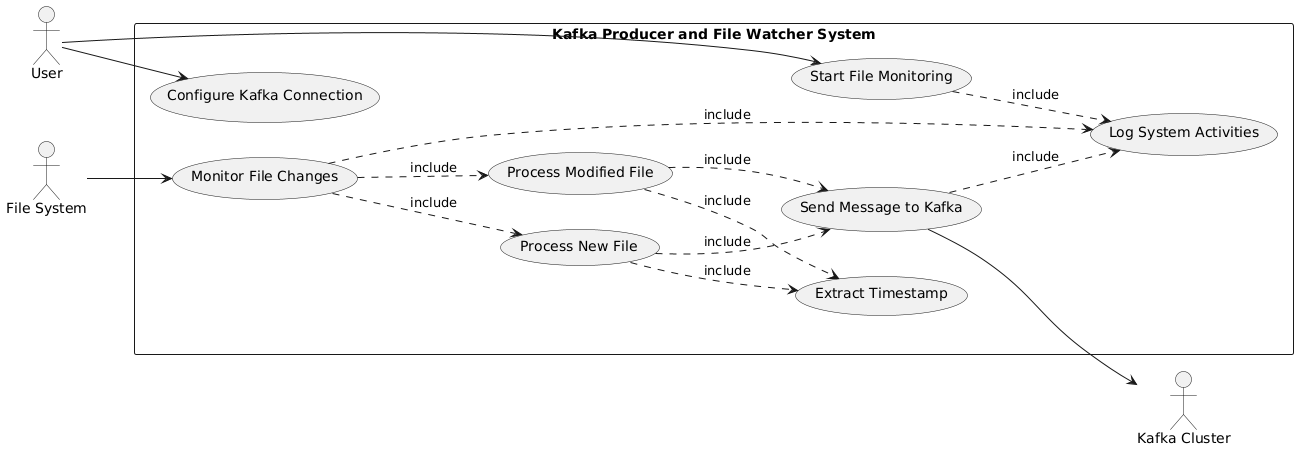 Kafka Producer and File Watcher System
User
Start File Monitoring
Configure Kafka Connection
include
include
Log System Activities
include
include
include
Process Modified File
Monitor File Changes
File System
include
include
Send Message to Kafka
include
Process New File
include
Extract Timestamp
Kafka Cluster